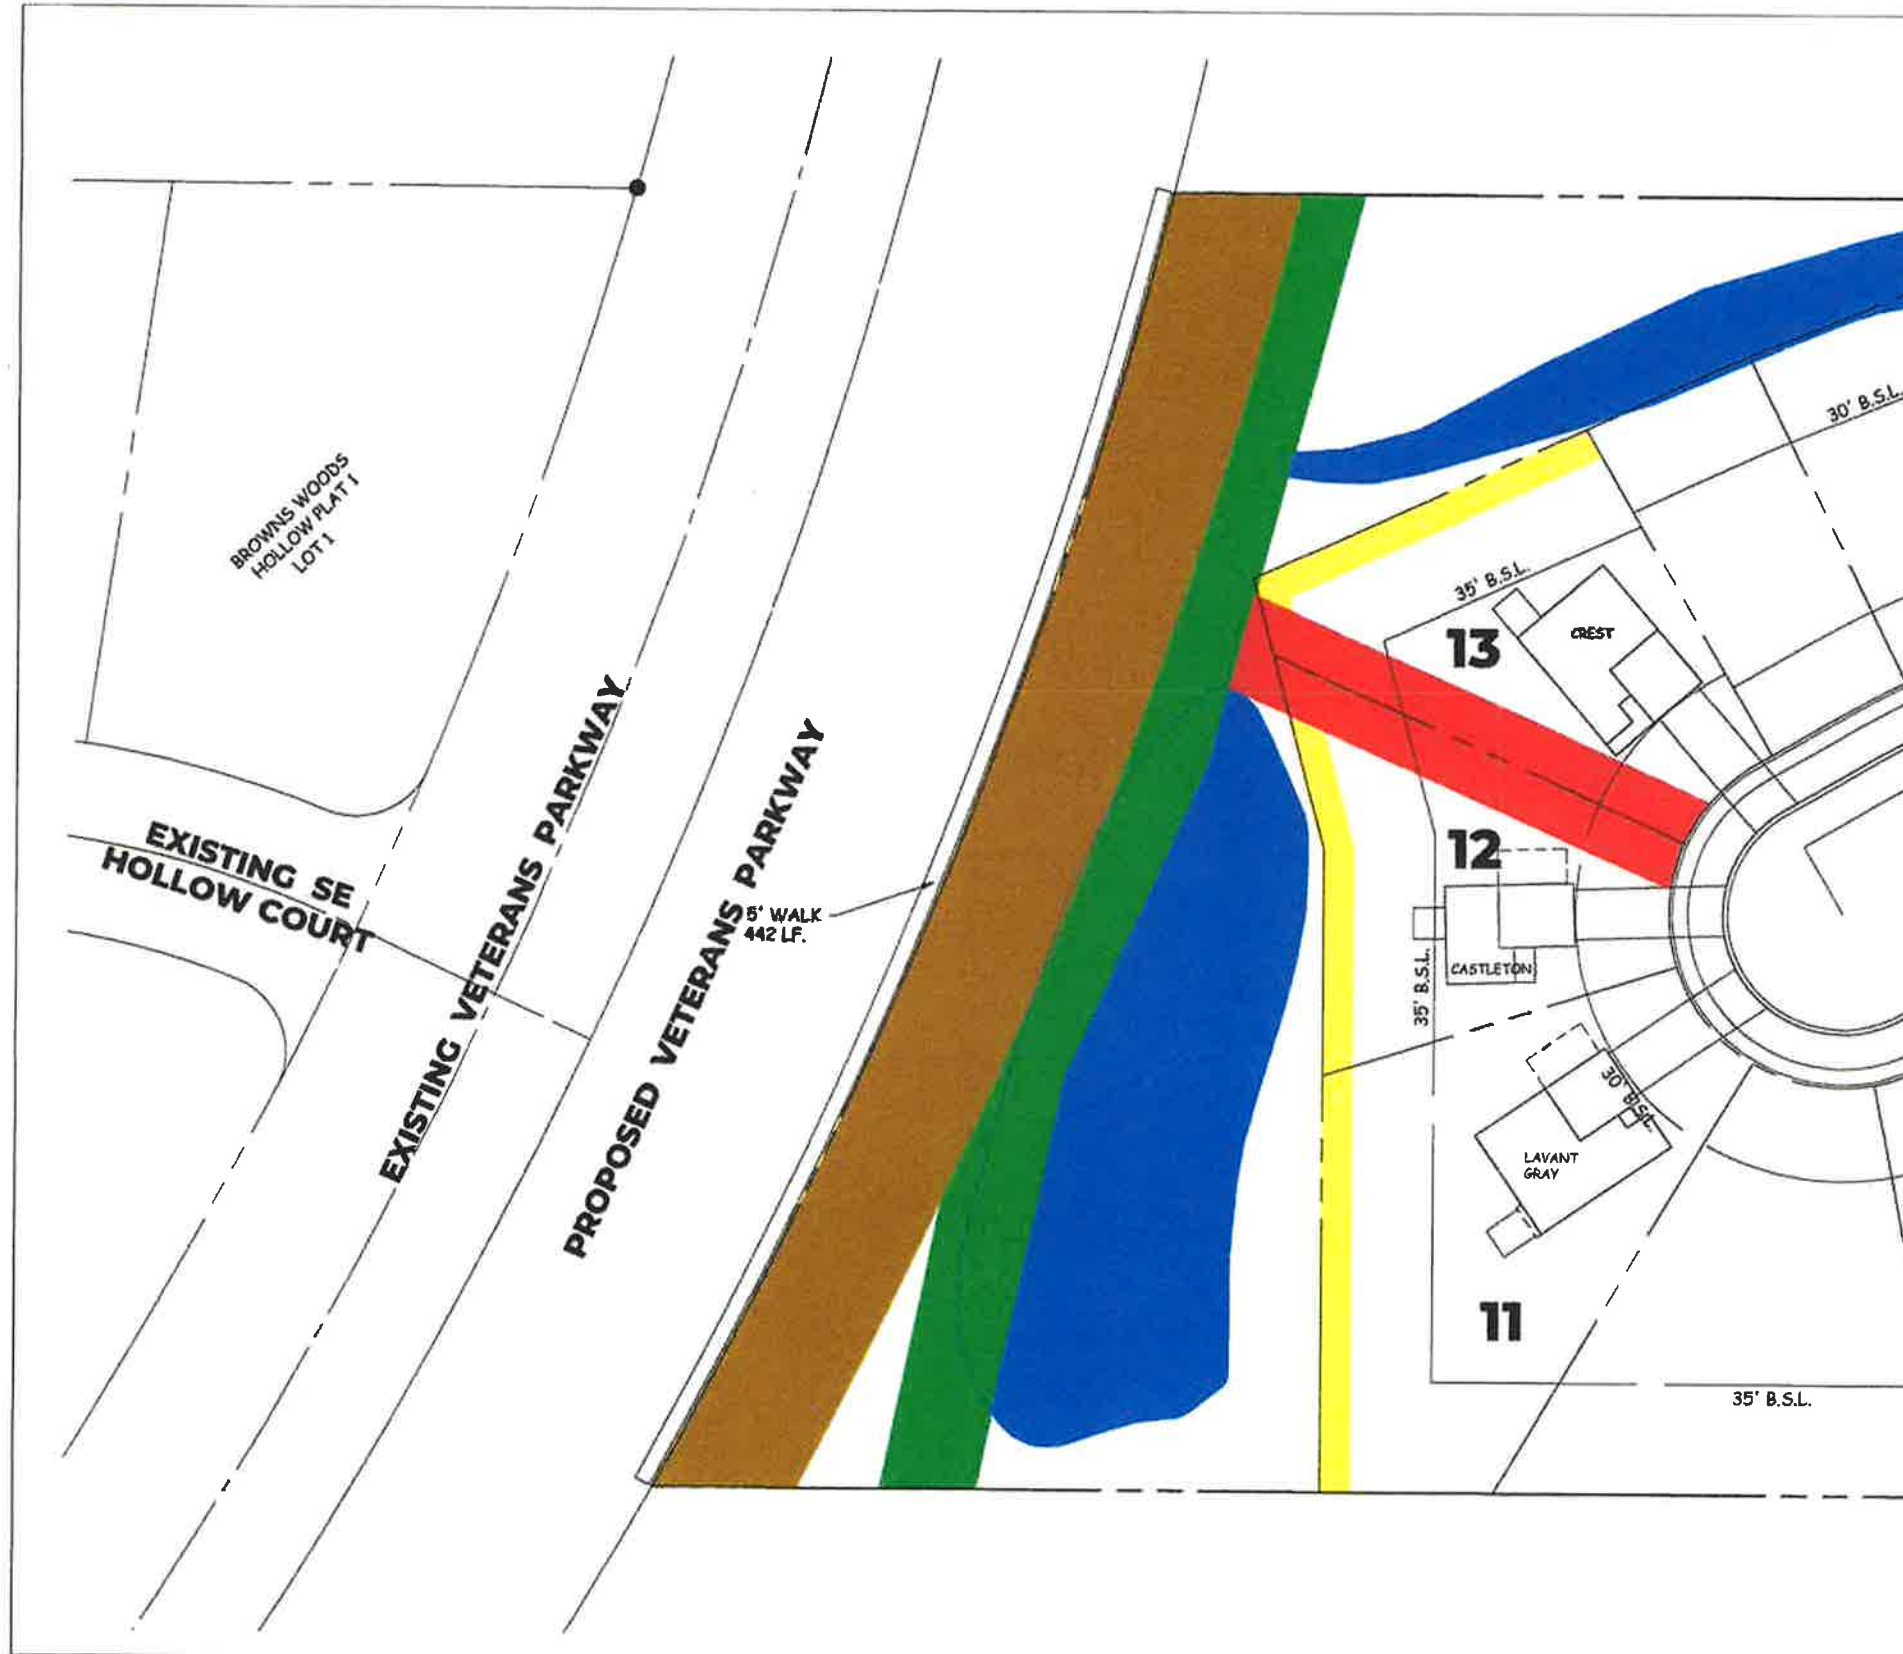 BROWNS WOODS
HOLLOW PLAT 1
LOT 1
EXISTING SE
HOLLOW COURT
EXISTING VETERANS PARKWAY
PROPOSED VETERANS PARKWAY
5' WALK
442 LF.
30' B.S.L.
35' B.S.L.
13
CREST
12
CASTLETON
35' B.S.L.
30' B.S.L.
LAVANT
GRAY
11
35' B.S.L.